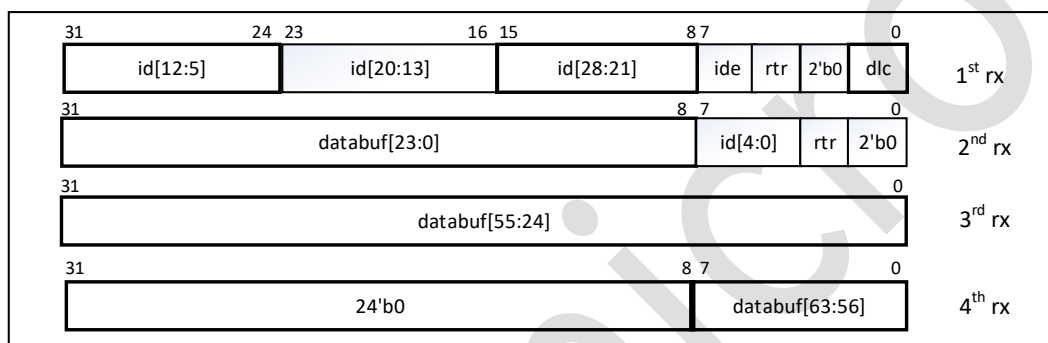 31 24 23 16 15 8 7 0
id[12:5] id[20:13] id[28:21] ide rtr 2'b0 dlc 1st rx
31 8 7 0
databuf[23:0] id[4:0] rtr 2'b0 2nd rx
31 0
databuf[55:24] 3rd rx
31 8 7 0
24'b0 databuf[63:56] 4th rx